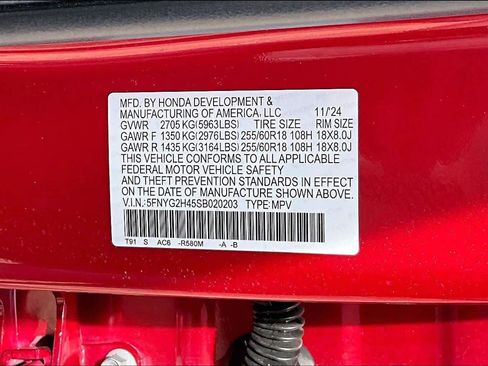 MFD. BY HONDA DEVELOPMENT &
MANUFACTURING OF AMERICA, LLC 11/'24
GVWR 2705 KG(5963LBS) TIRE SIZE RIM SIZE
GAWR F 1350 KG(2976LBS) 255/60R18 108H 18X8.0J
GAWR R 1435 KG(3164LBS) 255/60R18 108H 18X8.0J
THIS VEHICLE CONFORMS TO ALL APPLICABLE
FEDERAL MOTOR VEHICLE SAFETY
AND THEFT PREVENTION STANDARDS IN EFFECT
ON THE DATE OF MANUFACTURE SHOWN ABOVE.
V.I.N.:5FNYG2H45SB020203 TYPE:MPV
T91 S AC6 -R580M -A -B